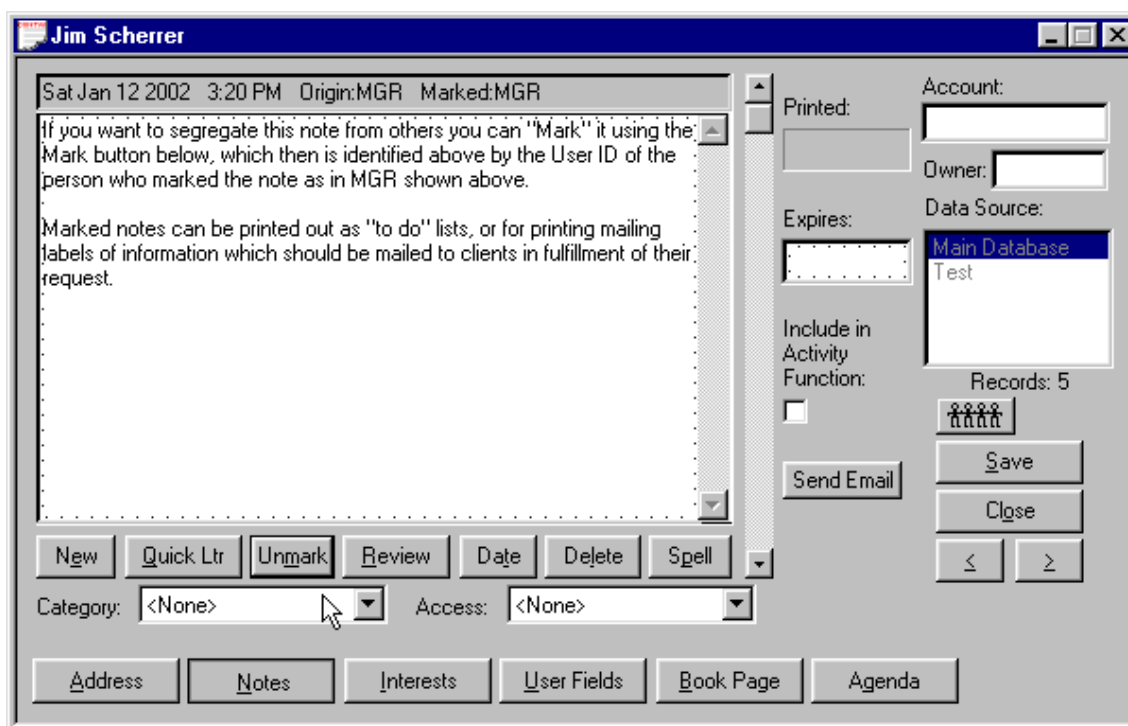 Jim Scherrer
Sat Jan 12 2002   3:20 PM   Origin:MGR   Marked:MGR
If you want to segregate this note from others you can "Mark" it using the
Mark button below, which then is identified above by the User ID of the
person who marked the note as in MGR shown above.
Marked notes can be printed out as "to do" lists, or for printing mailing
labels of information which should be mailed to clients in fulfillment of their
request.
Printed:
Expires:
Include in
Activity
Function:
Send Email
Account:
Owner:
Data Source:
Main Database
Test
Records: 5
Save
Close
<   >
New   Quick Ltr   Unmark   Review   Date   Delete   Spell
Category: <None>   Access: <None>
Address   Notes   Interests   User Fields   Book Page   Agenda